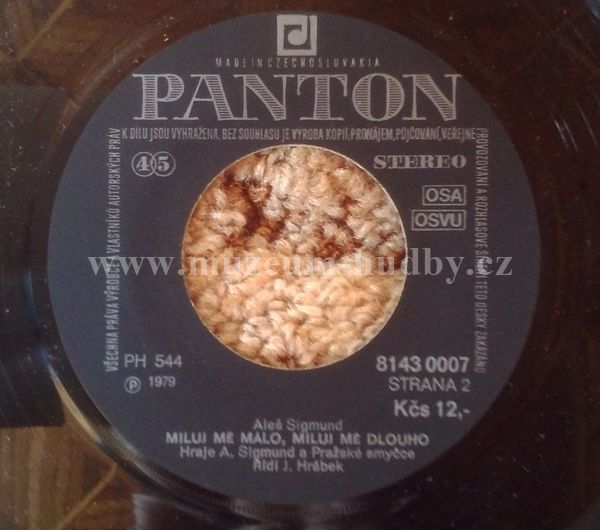 MADE IN CZECHOSLOVAKIA
PANTON
VŠECHNA PRÁVA VÝROBCE I VLASTNÍKŮ AUTORSKÝCH PRÁV K DÍLU JSOU VYHRAŽENA. BEZ SOUHLASU JE VÝROBA KOPIÍ, PRONÁJEM, PŮJČOVÁNÍ, VEŘEJNÉ PROVOZOVÁNÍ A ROZHLASOVÉ ŠÍŘENÍ TÉTO DESKY ZAKÁZÁNO
45
STEREO
OSA
OSVU
www.muzeum-hudby.cz
PH 544
8143 0007
℗ 1979
STRANA 2
Kčs 12,-
Aleš Sigmund
MILUJ MĚ MÁLO, MILUJ MĚ DLOUHO
Hraje A. Sigmund a Pražské smyčce
Řídí J. Hrábek